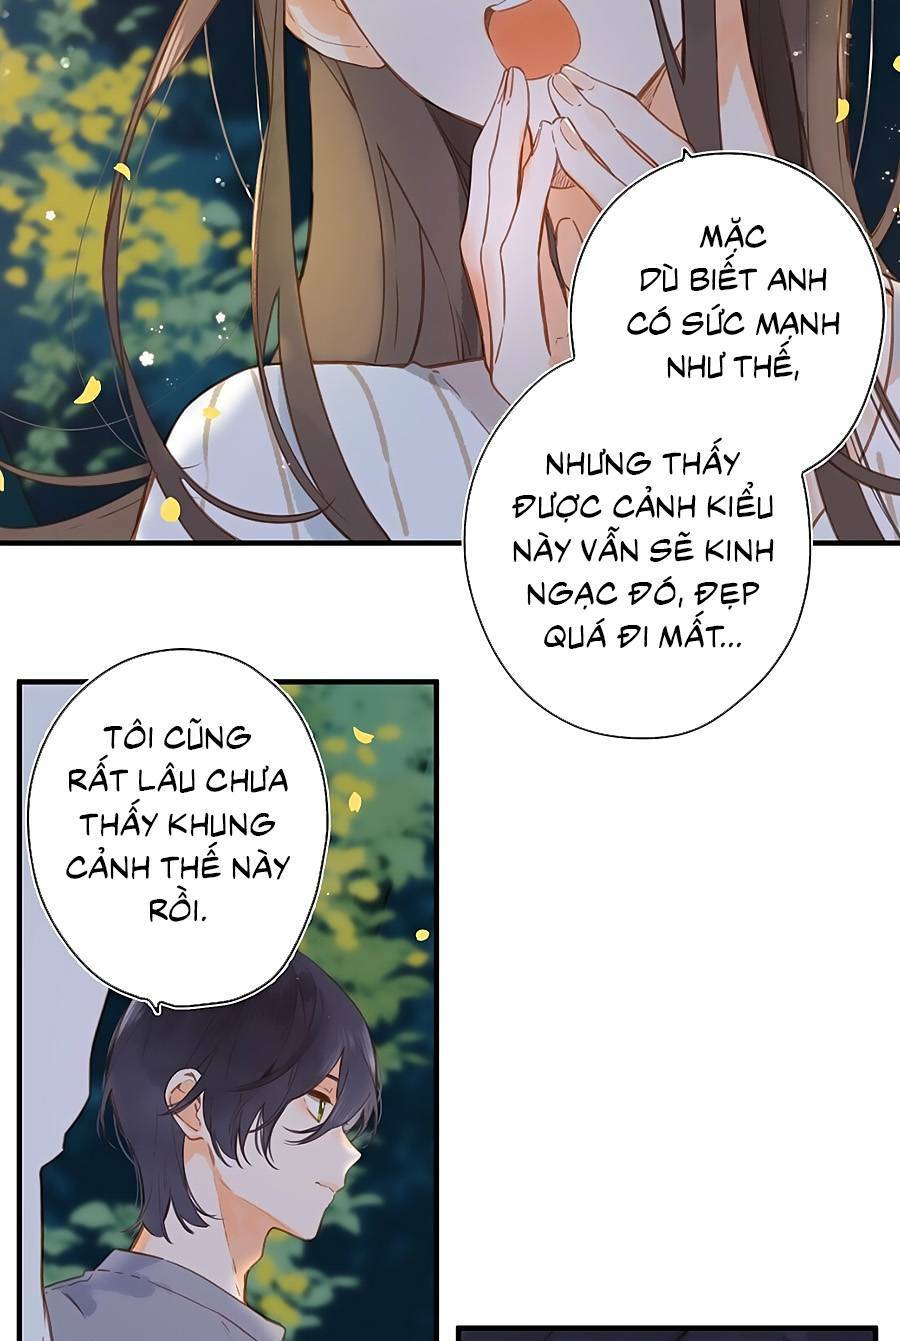 MẶC
DÙ BIẾT ANH
CÓ SỨC MẠNH
NHƯ THẾ,
NHƯNG THẤY
ĐƯỢC CẢNH KIỂU
NÀY VẪN SẼ KINH
NGẠC ĐÓ, ĐẸP
QUÁ ĐI MẤT...
TÔI CŨNG
RẤT LÂU CHƯA
THẤY KHUNG
CẢNH THẾ NÀY
RỒI.